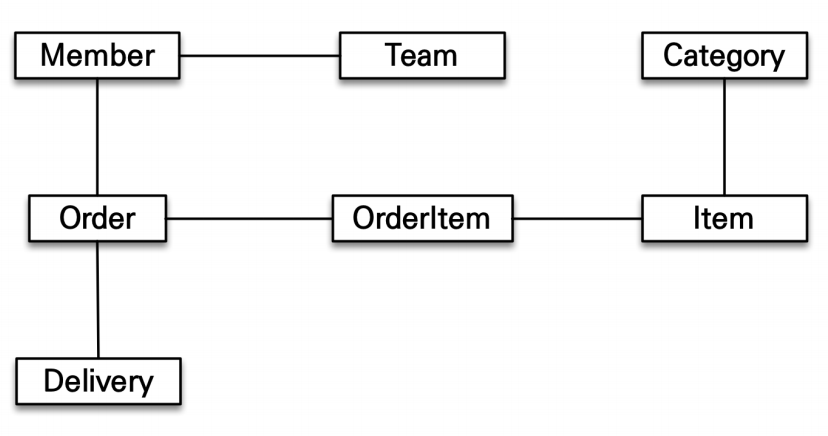 Member
Team
Category
Order
OrderItem
Item
Delivery